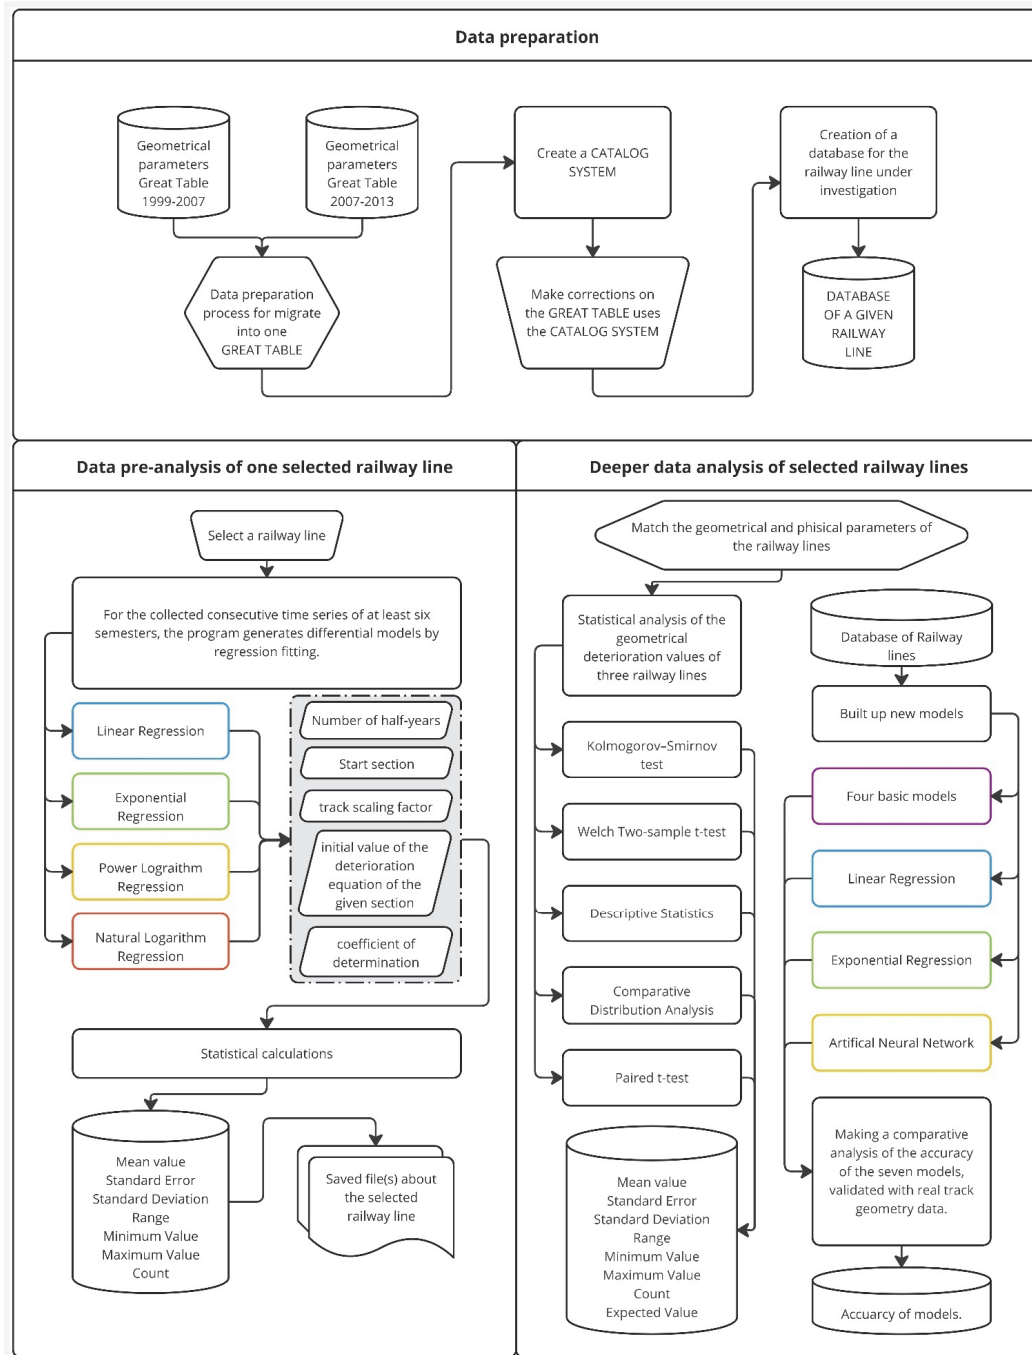 Data preparation
Geometrical
parameters
Great Table
1999-2007
Geometrical
parameters
Great Table
2007-2013
Data preparation
process for migrate
into one
GREAT TABLE
Create a CATALOG
SYSTEM
Make corrections on
the GREAT TABLE uses
the CATALOG SYSTEM
Creation of a
database for the
railway line under
investigation
DATABASE
OF A GIVEN
RAILWAY
LINE
Data pre-analysis of one selected railway line
Select a railway line
For the collected consecutive time series of at least six
semesters, the program generates differential models by
regression fitting.
Linear Regression
Exponential
Regression
Power Lograithm
Regression
Natural Logarithm
Regression
Number of half-years
Start section
track scaling factor
initial value of the
deterioration
equation of the
given section
coefficient of
determination
Statistical calculations
Mean value
Standard Error
Standard Deviation
Range
Minimum Value
Maximum Value
Count
Saved file(s) about
the selected
railway line
Deeper data analysis of selected railway lines
Match the geometrical and phisical parameters of
the railway lines
Statistical analysis of the
geometrical
deterioration values of
three railway lines
Kolmogorov–Smirnov
test
Welch Two-sample t-test
Descriptive Statistics
Comparative
Distribution Analysis
Paired t-test
Mean value
Standard Error
Standard Deviation
Range
Minimum Value
Maximum Value
Count
Expected Value
Database of Railway
lines
Built up new models
Four basic models
Linear Regression
Exponential Regression
Artifical Neural Network
Making a comparative
analysis of the accuracy
of the seven models,
validated with real track
geometry data.
Accuarcy of models.